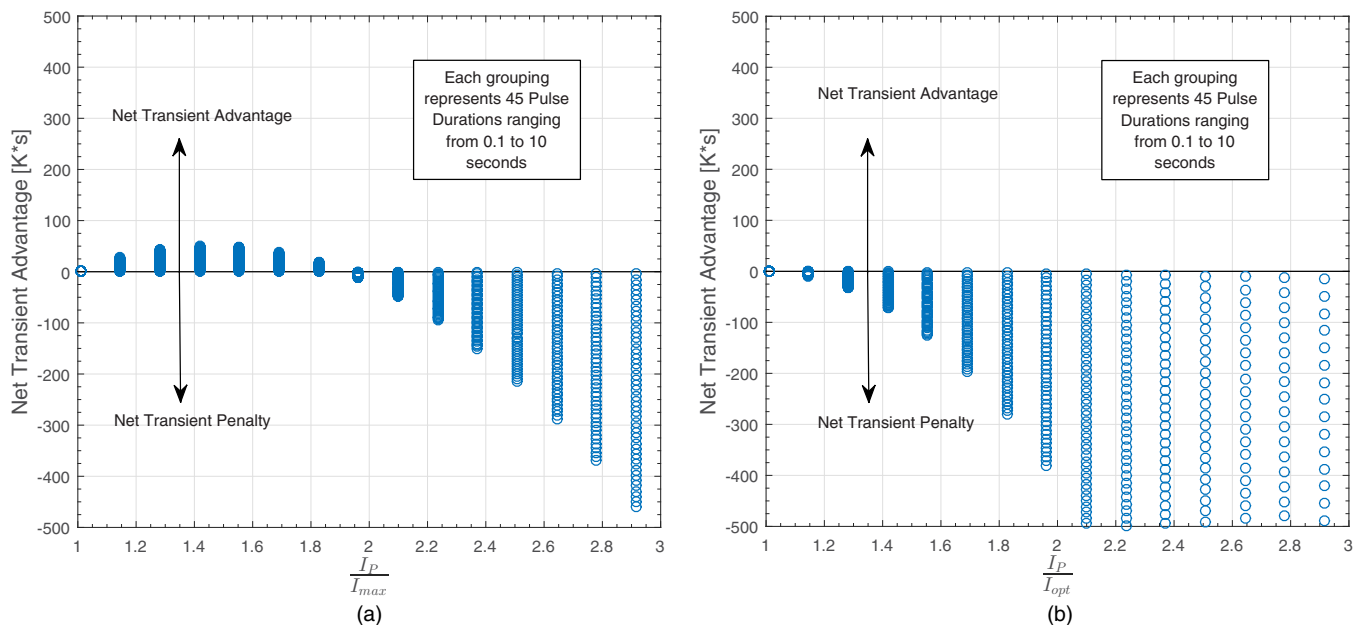 Net Transient Advantage [K*s]
500
400
300
200
100
0
-100
-200
-300
-400
-500
Net Transient Advantage
Net Transient Penalty
Each grouping
represents 45 Pulse
Durations ranging
from 0.1 to 10
seconds
1 1.2 1.4 1.6 1.8 2 2.2 2.4 2.6 2.8 3
I_P
I_max
(a)
Net Transient Advantage [K*s]
500
400
300
200
100
0
-100
-200
-300
-400
-500
Net Transient Advantage
Net Transient Penalty
Each grouping
represents 45 Pulse
Durations ranging
from 0.1 to 10
seconds
1 1.2 1.4 1.6 1.8 2 2.2 2.4 2.6 2.8 3
I_P
I_opt
(b)